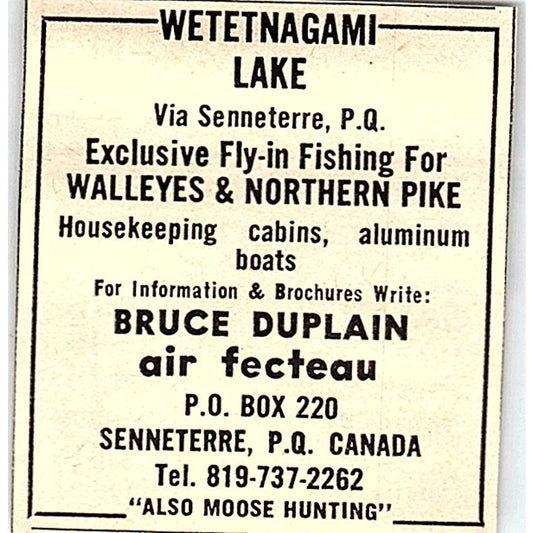 WETETNAGAMI
LAKE
Via Senneterre, P.Q.
Exclusive Fly-in Fishing For
WALLEYES & NORTHERN PIKE
Housekeeping cabins, aluminum
boats
For Information & Brochures Write:
BRUCE DUPLAIN
air fecteau
P.O. BOX 220
SENNETERRE, P.Q. CANADA
Tel. 819-737-2262
"ALSO MOOSE HUNTING"